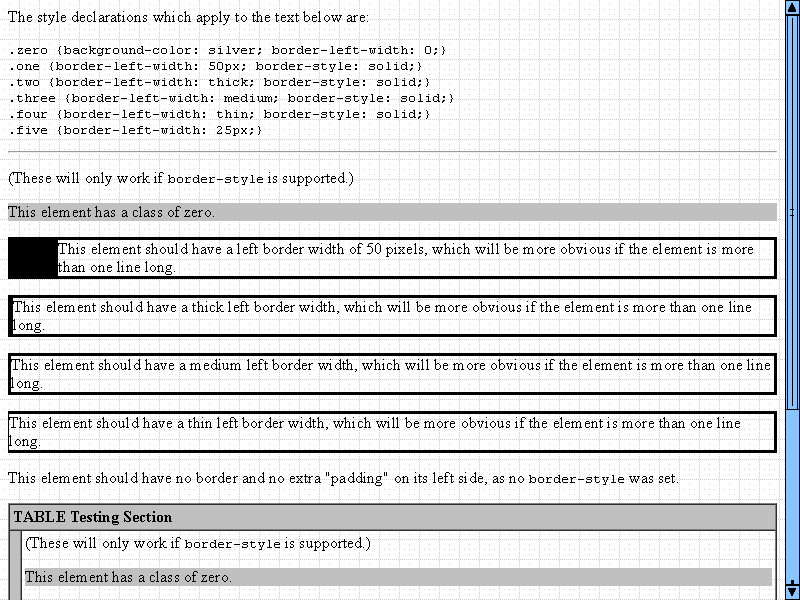 The style declarations which apply to the text below are:
.zero {background-color: silver; border-left-width: 0;}
.one {border-left-width: 50px; border-style: solid;}
.two {border-left-width: thick; border-style: solid;}
.three {border-left-width: medium; border-style: solid;}
.four {border-left-width: thin; border-style: solid;}
.five {border-left-width: 25px;}
(These will only work if border-style is supported.)
This element has a class of zero.
This element should have a left border width of 50 pixels, which will be more obvious if the element is more
than one line long.
This element should have a thick left border width, which will be more obvious if the element is more than one line
long.
This element should have a medium left border width, which will be more obvious if the element is more than one line
long.
This element should have a thin left border width, which will be more obvious if the element is more than one line
long.
This element should have no border and no extra "padding" on its left side, as no border-style was set.
TABLE Testing Section
(These will only work if border-style is supported.)
This element has a class of zero.